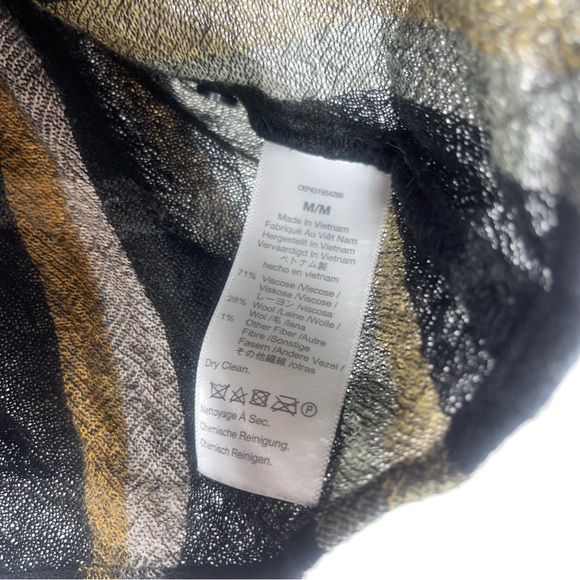 M/M
Made In Vietnam
Fabriqué Au Viêt Nam
Hergestellt In Vietnam
Vervaardigd In Vietnam
ベトナム製
hecho en vietnam
71% Viscose /Viscose /
Viskose /Viscose /
レーヨン /viscosa
28% Wool /Laine /Wolle /
Wol /毛 /lana
1% Other Fiber /Autre
Fibre /Sonstige
Fasern /Andere Vezel /
その他繊維 /otras
Dry Clean.
P
Nettoyage À Sec.
Chemische Reinigung.
Chemisch Reinigen.